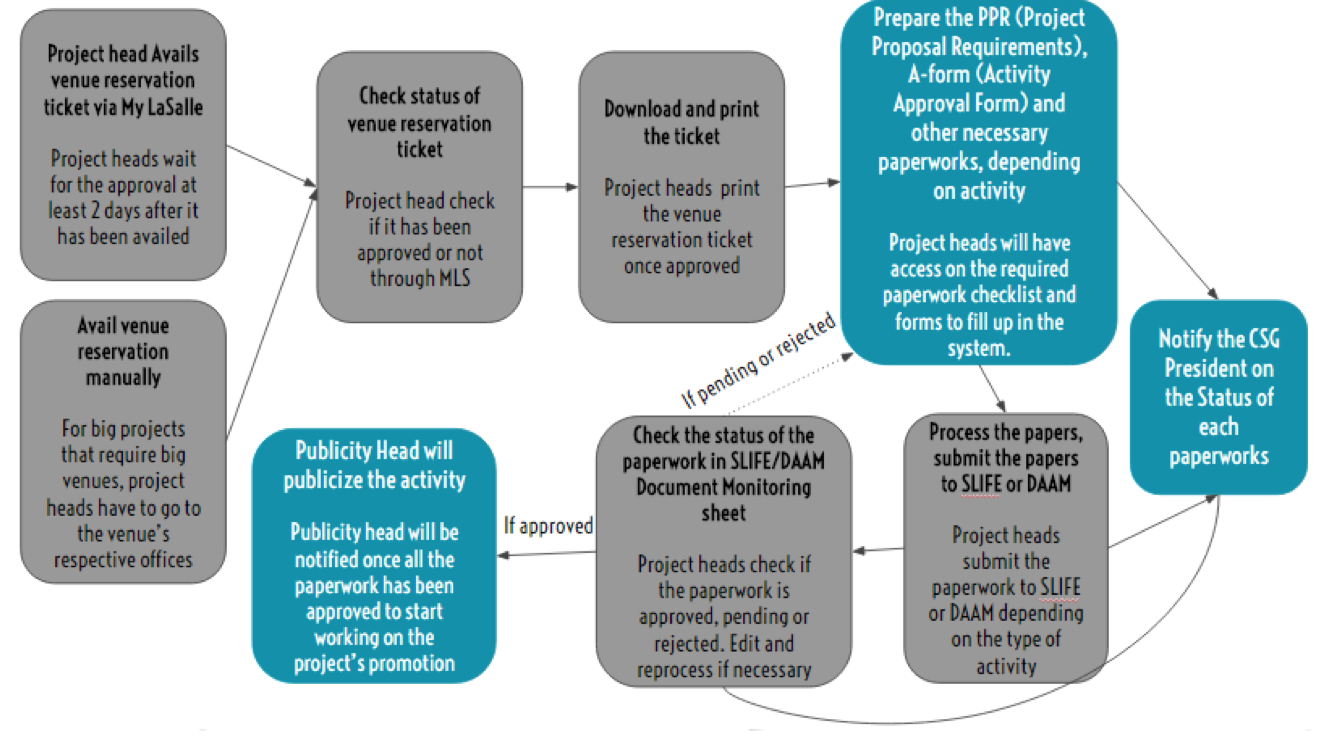 Project head Avails
venue reservation
ticket via My LaSalle
Project heads wait
for the approval at
least 2 days after it
has been availed
Avail venue
reservation
manually
For big projects
that require big
venues, project
heads have to go to
the venue's
respective offices
Check status of
venue reservation
ticket
Project head check
if it has been
approved or not
through MLS
Download and print
the ticket
Project heads print
the venue
reservation ticket
once approved
Prepare the PPR (Project
Proposal Requirements),
A-form (Activity
Approval Form) and
other necessary
paperworks, depending
on activity
Project heads will have
access on the required
paperwork checklist and
forms to fill up in the
system.
Notify the CSG
President on
the Status of
each
paperworks
Process the papers,
submit the papers
to SLIFE or DAAM
Project heads
submit the
paperwork to SLIFE
or DAAM depending
on the type of
activity
If pending or rejected
Check the status of the
paperwork in SLIFE/DAAM
Document Monitoring
sheet
Project heads check if
the paperwork is
approved, pending or
rejected. Edit and
reprocess if necessary
If approved
Publicity Head will
publicize the activity
Publicity head will be
notified once all the
paperwork has been
approved to start
working on the
project's promotion